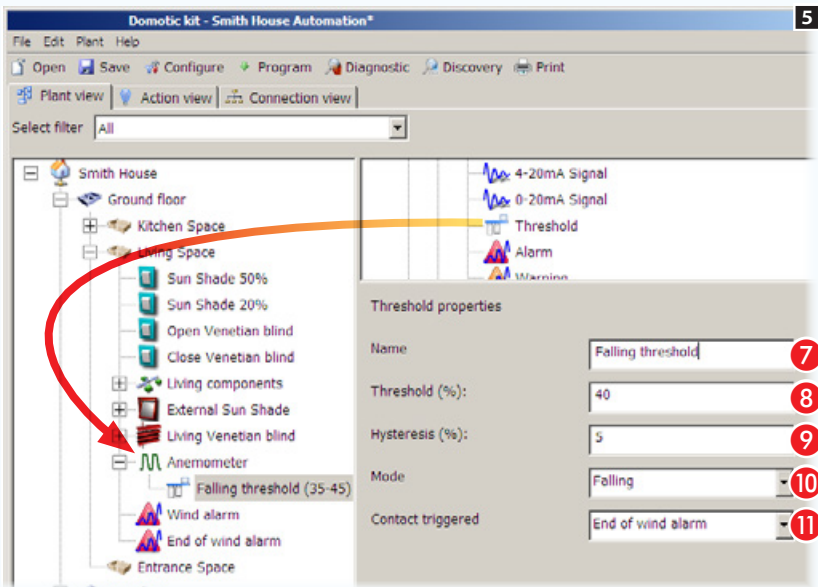 Domotic kit - Smith House Automation*
5
File Edit Plant Help
Open Save Configure Program Diagnostic Discovery Print
Plant view Action view Connection view
Select filter All
Smith House
Ground floor
Kitchen Space
Living Space
Sun Shade 50%
Sun Shade 20%
Open Venetian blind
Close Venetian blind
Living components
External Sun Shade
Living Venetian blind
Anemometer
Falling threshold (35-45)
Wind alarm
End of wind alarm
Entrance Space
4-20mA Signal
0-20mA Signal
Threshold
Alarm
Warning
Threshold properties
Name Falling threshold 7
Threshold (%): 40 8
Hysteresis (%): 5 9
Mode Falling 10
Contact triggered End of wind alarm 11